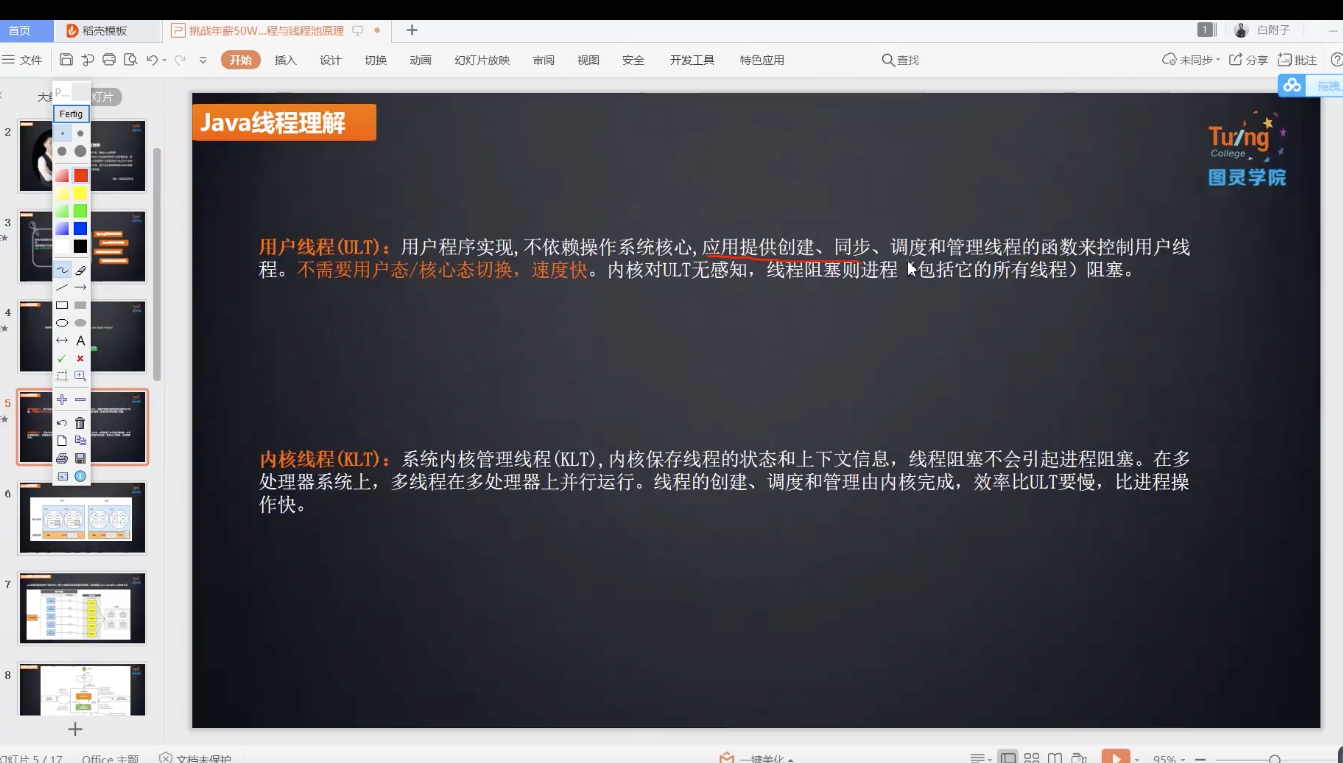 首页
稻壳模板
挑战年薪50W...程与线程池原理
1
白附子
文件
开始
插入
设计
切换
动画
幻灯片放映
审阅
视图
安全
开发工具
特色应用
查找
未同步
分享
批注
P...
Fertig
A
2
3
4
5
6
7
8
Java线程理解
Tu/ng
College
图灵学院
用户线程(ULT)：用户程序实现,不依赖操作系统核心,应用提供创建、同步、调度和管理线程的函数来控制用户线
程。不需要用户态/核心态切换，速度快。内核对ULT无感知，线程阻塞则进程（包括它的所有线程）阻塞。
内核线程(KLT)：系统内核管理线程(KLT),内核保存线程的状态和上下文信息，线程阻塞不会引起进程阻塞。在多
处理器系统上，多线程在多处理器上并行运行。线程的创建、调度和管理由内核完成，效率比ULT要慢，比进程操
作快。
幻灯片 5 / 17
Office 主题
文档未保护
一键美化
95%